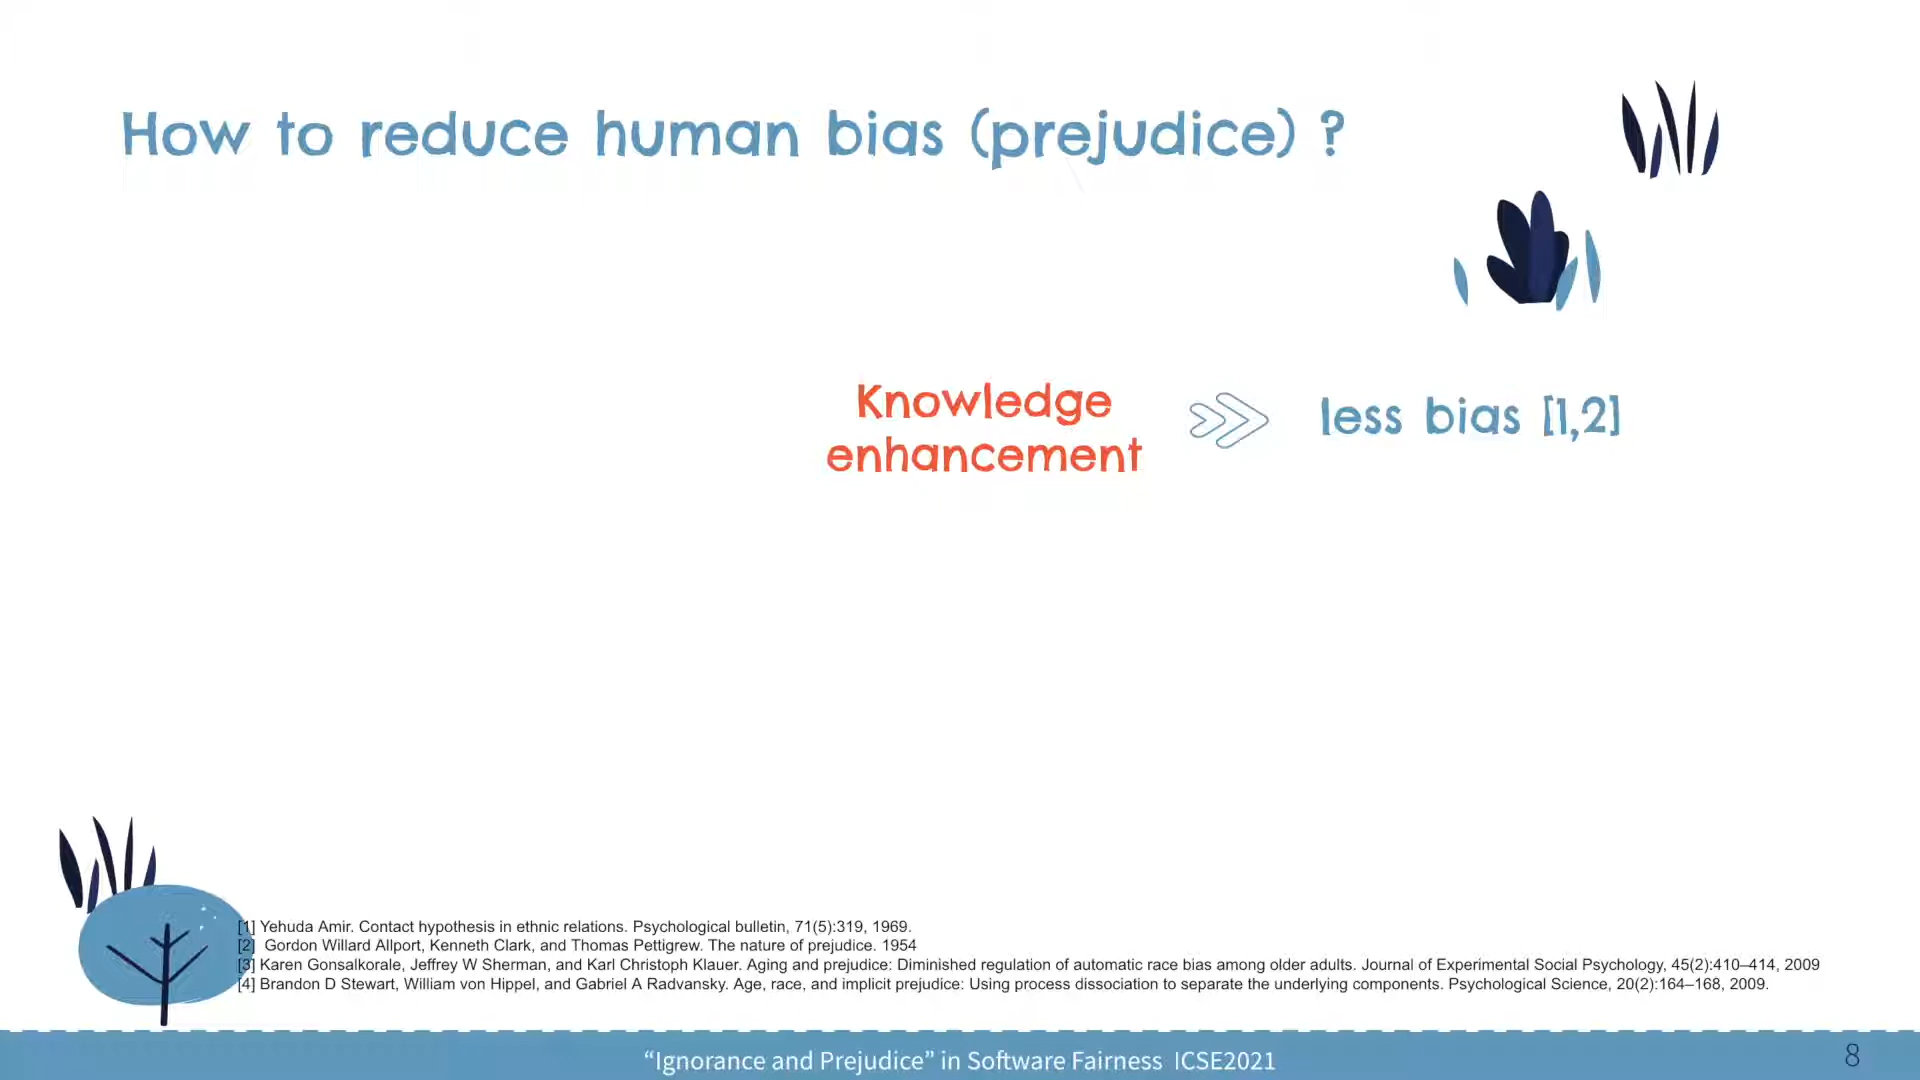 How to reduce human bias (prejudice) ?
Knowledge
enhancement
less bias [1,2]
[1] Yehuda Amir. Contact hypothesis in ethnic relations. Psychological bulletin, 71(5):319, 1969.
[2] Gordon Willard Allport, Kenneth Clark, and Thomas Pettigrew. The nature of prejudice. 1954
[3] Karen Gonsalkorale, Jeffrey W Sherman, and Karl Christoph Klauer. Aging and prejudice: Diminished regulation of automatic race bias among older adults. Journal of Experimental Social Psychology, 45(2):410–414, 2009
[4] Brandon D Stewart, William von Hippel, and Gabriel A Radvansky. Age, race, and implicit prejudice: Using process dissociation to separate the underlying components. Psychological Science, 20(2):164–168, 2009.
“Ignorance and Prejudice” in Software Fairness ICSE2021
8